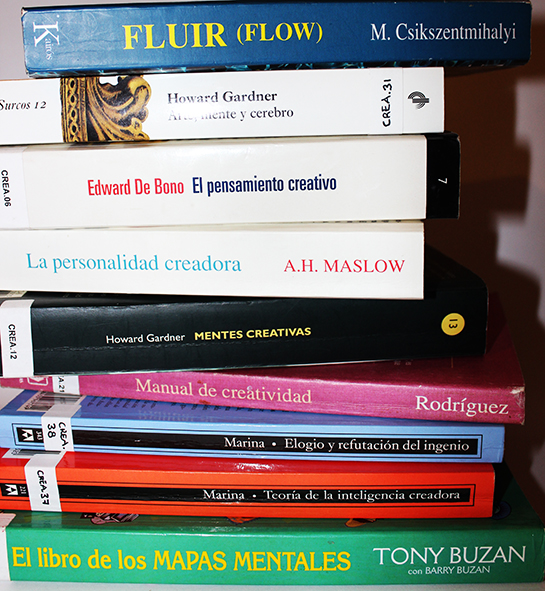 Kairós
FLUIR (FLOW) M. Csikszentmihalyi
Surcos 12
Howard Gardner
Arte, mente y cerebro
CREA.31
CREA.06
Edward De Bono El pensamiento creativo
7
La personalidad creadora A.H. MASLOW
CREA.12
Howard Gardner MENTES CREATIVAS
13
A.21
Manual de creatividad Rodríguez
CREA.
38
Marina • Elogio y refutación del ingenio
CREA.37
Marina • Teoría de la inteligencia creadora
El libro de los MAPAS MENTALES TONY BUZAN
con BARRY BUZAN